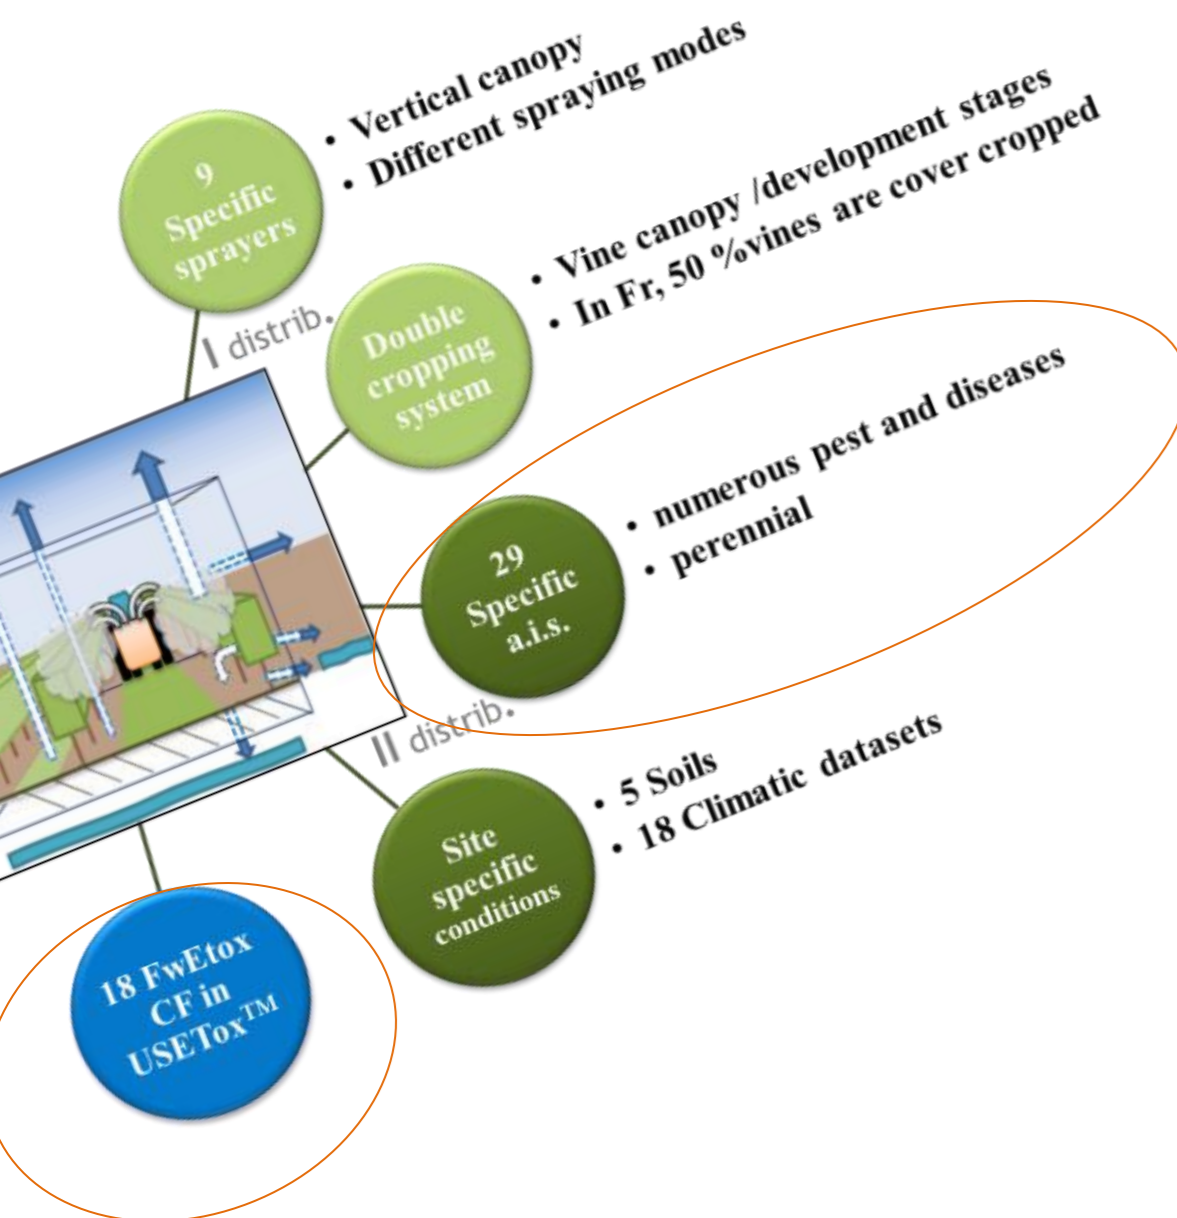 • Vertical canopy
• Different spraying modes
9
Specific
sprayers
I distrib.
• Vine canopy /development stages
• In Fr, 50 %vines are cover cropped
Double
cropping
system
• numerous pest and diseases
• perennial
29
Specific
a.i.s.
II distrib.
• 5 Soils
• 18 Climatic datasets
Site
specific
conditions
18 FwEtox
CF in
USETox™